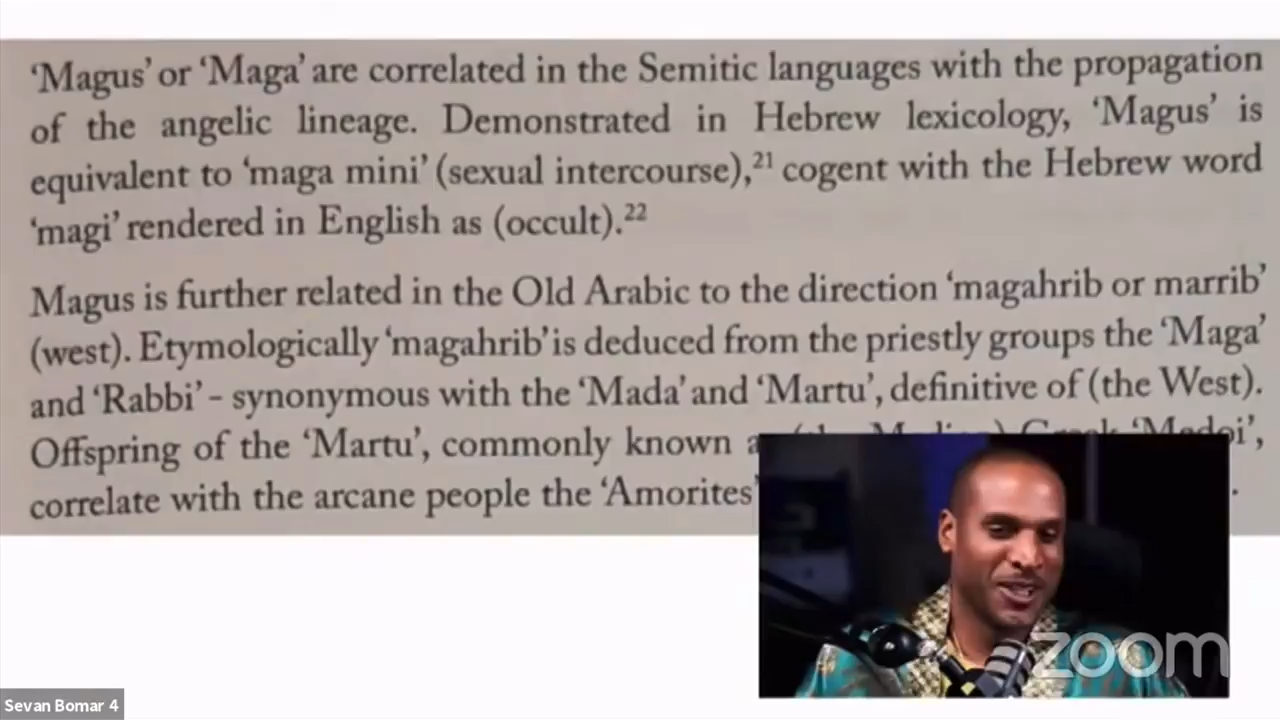 'Magus' or 'Maga' are correlated in the Semitic languages with the propagation
of the angelic lineage. Demonstrated in Hebrew lexicology, 'Magus' is
equivalent to 'maga mini' (sexual intercourse),²¹ cogent with the Hebrew word
'magi' rendered in English as (occult).²²
Magus is further related in the Old Arabic to the direction 'magahrib or marrib'
(west). Etymologically 'magahrib' is deduced from the priestly groups the 'Maga'
and 'Rabbi' – synonymous with the 'Mada' and 'Martu', definitive of (the West).
Offspring of the 'Martu', commonly known
correlate with the arcane people the 'Amorites'
zoom
Sevan Bomar 4